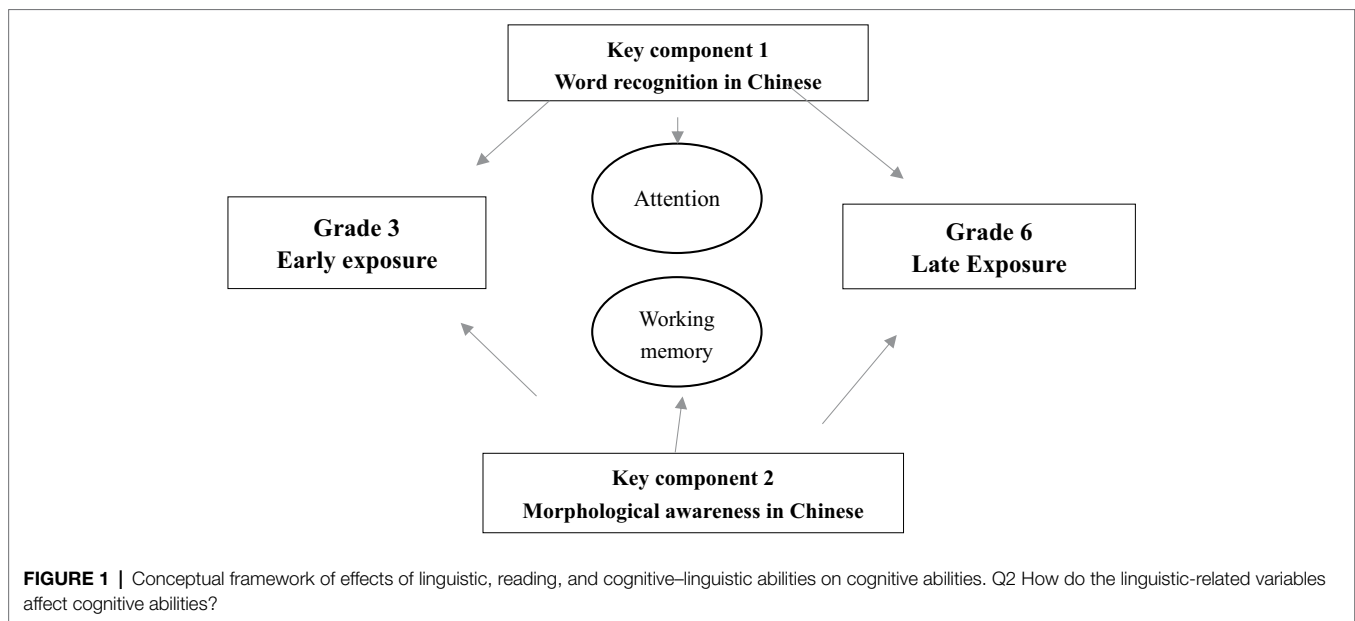 Key component 1
Word recognition in Chinese
Attention
Grade 3
Early exposure
Grade 6
Late Exposure
Working
memory
Key component 2
Morphological awareness in Chinese
FIGURE 1 | Conceptual framework of effects of linguistic, reading, and cognitive–linguistic abilities on cognitive abilities. Q2 How do the linguistic-related variables
affect cognitive abilities?